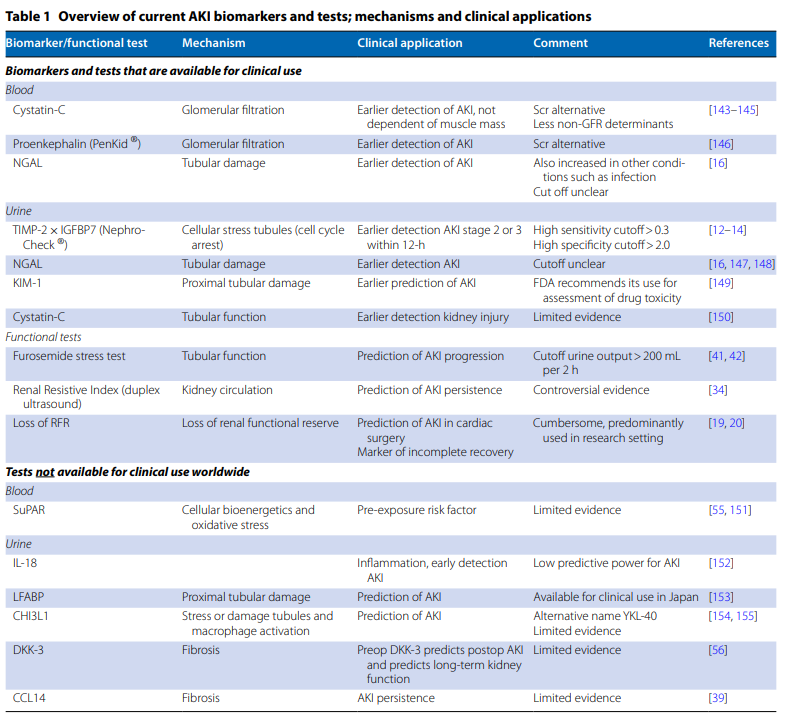 Table 1 Overview of current AKI biomarkers and tests; mechanisms and clinical applications
Biomarker/functional test Mechanism Clinical application Comment References
Biomarkers and tests that are available for clinical use
Blood
Cystatin-C Glomerular filtration Earlier detection of AKI, not Scr alternative [143–145]
dependent of muscle mass Less non-GFR determinants
Proenkephalin (PenKid ®) Glomerular filtration Earlier detection of AKI Scr alternative [146]
NGAL Tubular damage Earlier detection of AKI Also increased in other condi- [16]
tions such as infection
Cut off unclear
Urine
TIMP-2 × IGFBP7 (Nephro- Cellular stress tubules (cell cycle Earlier detection AKI stage 2 or 3 High sensitivity cutoff > 0.3 [12–14]
Check ®) arrest) within 12-h High specificity cutoff > 2.0
NGAL Tubular damage Earlier detection AKI Cutoff unclear [16, 147, 148]
KIM-1 Proximal tubular damage Earlier prediction of AKI FDA recommends its use for [149]
assessment of drug toxicity
Cystatin-C Tubular function Earlier detection kidney injury Limited evidence [150]
Functional tests
Furosemide stress test Tubular function Prediction of AKI progression Cutoff urine output > 200 mL [41, 42]
per 2 h
Renal Resistive Index (duplex Kidney circulation Prediction of AKI persistence Controversial evidence [34]
ultrasound)
Loss of RFR Loss of renal functional reserve Prediction of AKI in cardiac Cumbersome, predominantly [19, 20]
surgery used in research setting
Marker of incomplete recovery
Tests not available for clinical use worldwide
Blood
SuPAR Cellular bioenergetics and Pre-exposure risk factor Limited evidence [55, 151]
oxidative stress
Urine
IL-18 Inflammation, early detection Low predictive power for AKI [152]
AKI
LFABP Proximal tubular damage Prediction of AKI Available for clinical use in Japan [153]
CHI3L1 Stress or damage tubules and Prediction of AKI Alternative name YKL-40 [154, 155]
macrophage activation Limited evidence
DKK-3 Fibrosis Preop DKK-3 predicts postop AKI Limited evidence [56]
and predicts long-term kidney
function
CCL14 Fibrosis AKI persistence Limited evidence [39]